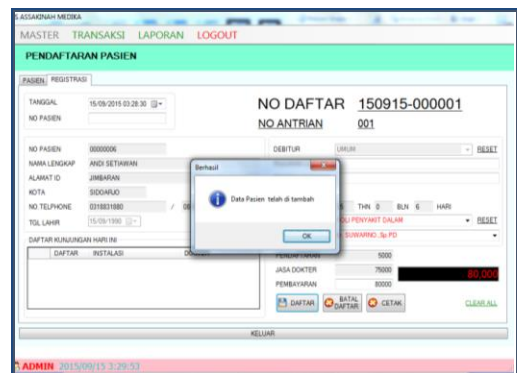 S.ASSAKINAH MEDIKA
MASTER TRANSAKSI LAPORAN LOGOUT
PENDAFTARAN PASIEN
PASIEN REGISTRASI
TANGGAL 15/09/2015 03:28:30
NO PASIEN
NO DAFTAR 150915-000001
NO ANTRIAN 001
NO PASIEN 00000006
NAMA LENGKAP ANDI SETIAWAN
ALAMAT ID JIMBARAN
KOTA SIDOARJO
NO TELPHONE 0318831880 / 08
TGL LAHIR 15/09/1990
DAFTAR KUNJUNGAN HARI INI
DAFTAR INSTALASI
DEBITUR UMUM RESET
Berhasil
Data Pasien telah di tambah
OK
5 THN 0 BLN 6 HARI
POLI PENYAKIT DALAM RESET
SUWARNO.,Sp.PD
PENDAFTARAN 5000
JASA DOKTER 75000
PEMBAYARAN 80000
80,000
DAFTAR BATAL DAFTAR CETAK CLEAR ALL
KELUAR
ADMIN 2015/09/15 3:29:53